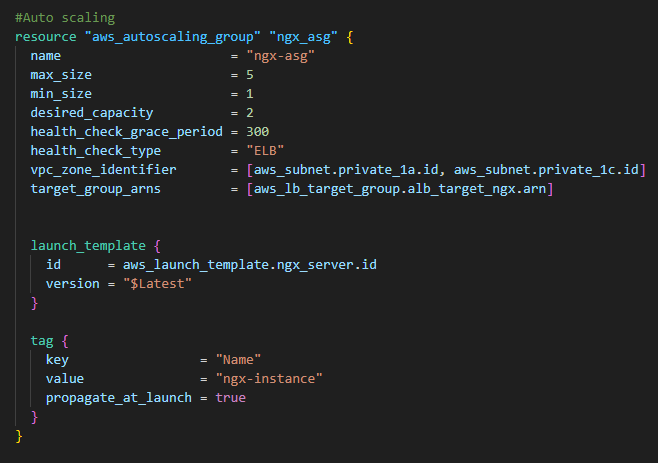 #Auto scaling
resource "aws_autoscaling_group" "ngx_asg" {
  name                      = "ngx-asg"
  max_size                  = 5
  min_size                  = 1
  desired_capacity          = 2
  health_check_grace_period = 300
  health_check_type         = "ELB"
  vpc_zone_identifier       = [aws_subnet.private_1a.id, aws_subnet.private_1c.id]
  target_group_arns         = [aws_lb_target_group.alb_target_ngx.arn]
  launch_template {
    id      = aws_launch_template.ngx_server.id
    version = "$Latest"
  }
  tag {
    key                 = "Name"
    value               = "ngx-instance"
    propagate_at_launch = true
  }
}